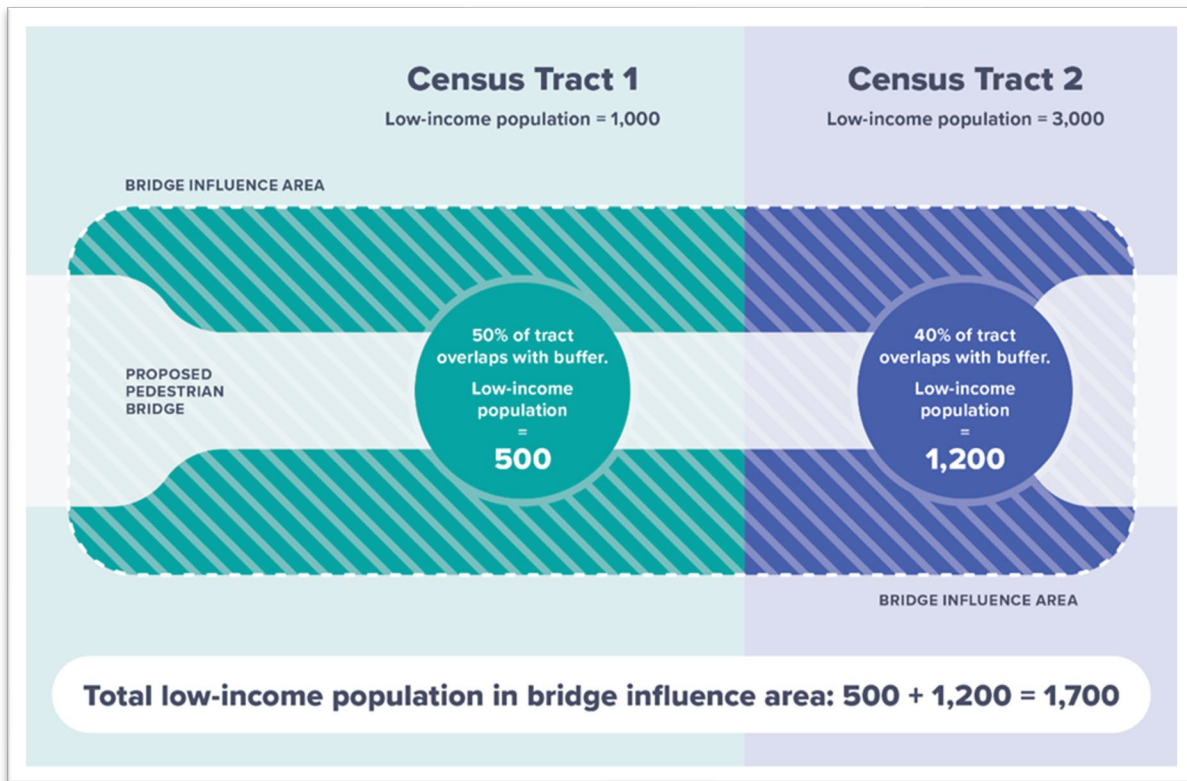 Census Tract 1
Low-income population = 1,000
Census Tract 2
Low-income population = 3,000
BRIDGE INFLUENCE AREA
PROPOSED
PEDESTRIAN
BRIDGE
50% of tract
overlaps with buffer.
Low-income
population
=
500
40% of tract
overlaps with buffer.
Low-income
population
=
1,200
BRIDGE INFLUENCE AREA
Total low-income population in bridge influence area: 500 + 1,200 = 1,700